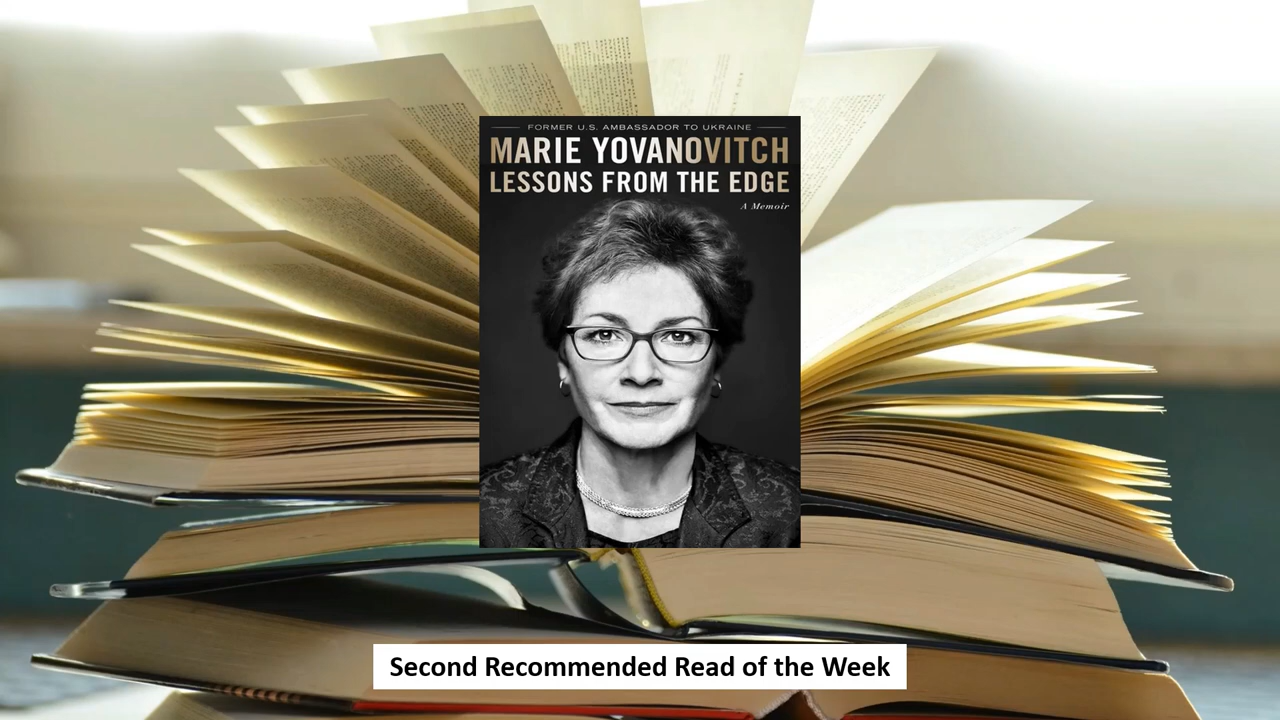 FORMER U.S. AMBASSADOR TO UKRAINE
MARIE YOVANOVITCH
LESSONS FROM THE EDGE
A Memoir
Second Recommended Read of the Week